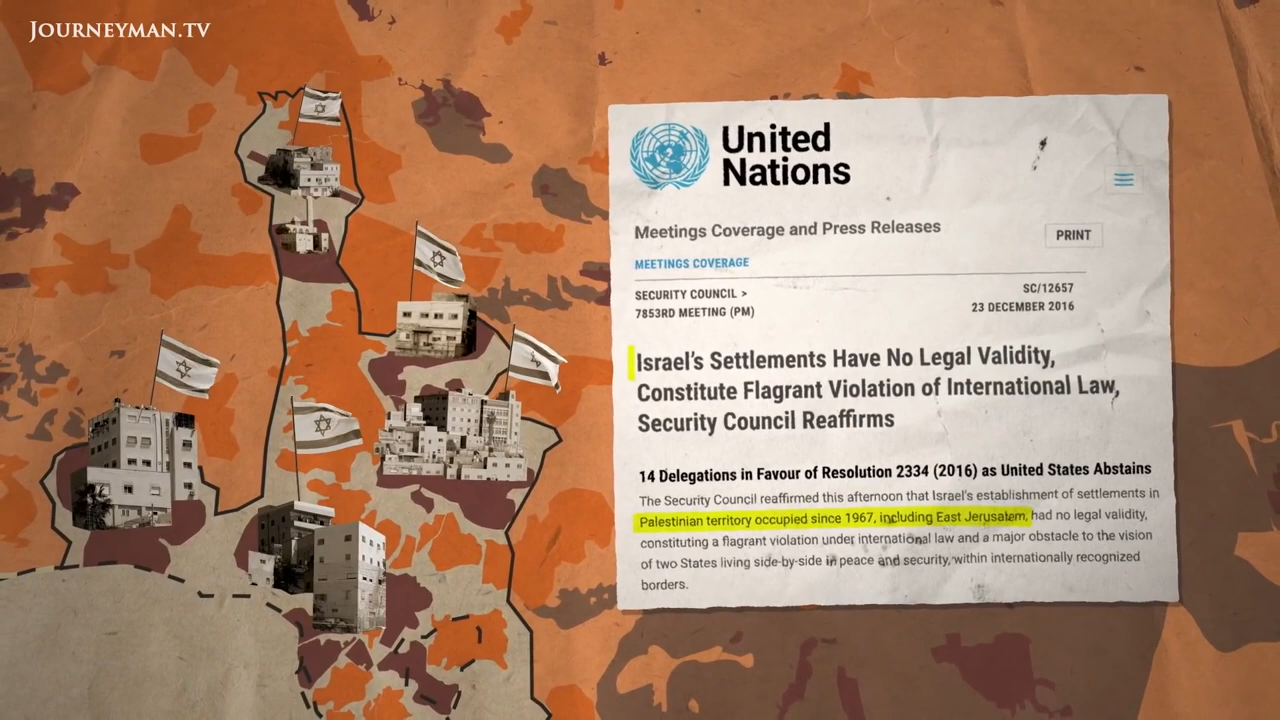 JOURNEYMAN.TV
United
Nations
Meetings Coverage and Press Releases
PRINT
MEETINGS COVERAGE
SECURITY COUNCIL >
7853RD MEETING (PM)
SC/12657
23 DECEMBER 2016
Israel's Settlements Have No Legal Validity,
Constitute Flagrant Violation of International Law,
Security Council Reaffirms
14 Delegations in Favour of Resolution 2334 (2016) as United States Abstains
The Security Council reaffirmed this afternoon that Israel's establishment of settlements in
Palestinian territory occupied since 1967, including East Jerusalem, had no legal validity,
constituting a flagrant violation under international law and a major obstacle to the vision
of two States living side-by-side in peace and security, within internationally recognized
borders.